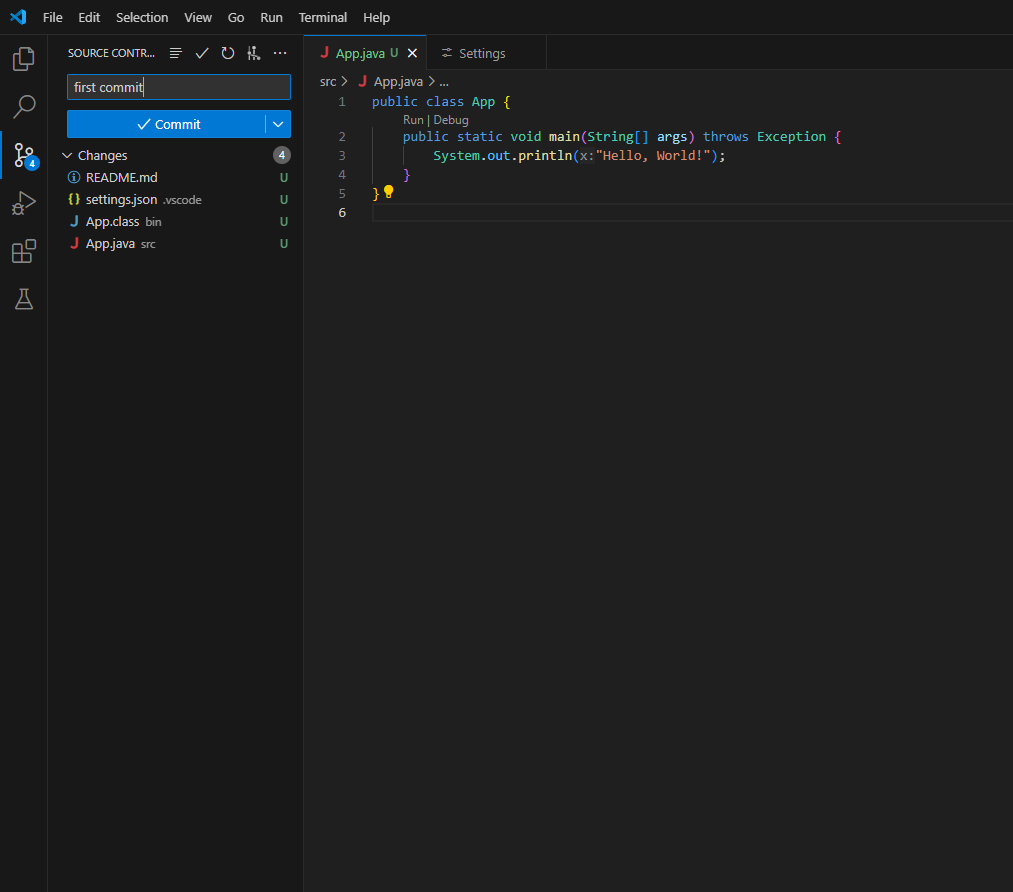 File Edit Selection View Go Run Terminal Help
SOURCE CONTR...
first commit
Commit
Changes 4
README.md U
{} settings.json .vscode U
J App.class bin U
J App.java src U
4
J App.java U Settings
src > J App.java > ...
1 public class App {
Run | Debug
2 public static void main(String[] args) throws Exception {
3 System.out.println(x:"Hello, World!");
4 }
5 }
6